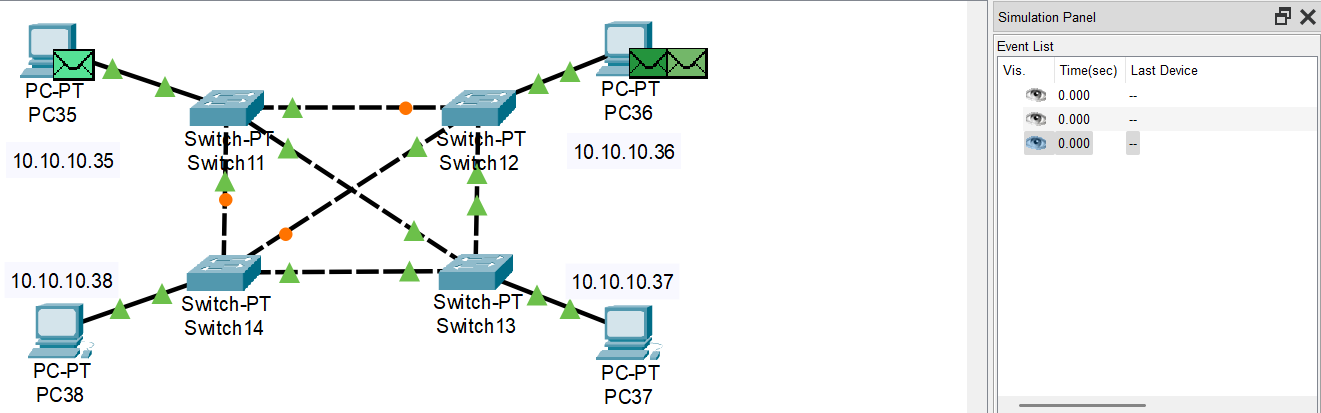 Simulation Panel
Event List
Vis. Time(sec) Last Device
0.000 --
0.000 --
0.000 --
PC-PT
PC35
10.10.10.35
Switch-PT
Switch11
Switch-PT
Switch12
PC-PT
PC36
10.10.10.36
10.10.10.38
PC-PT
PC38
Switch-PT
Switch14
Switch-PT
Switch13
10.10.10.37
PC-PT
PC37